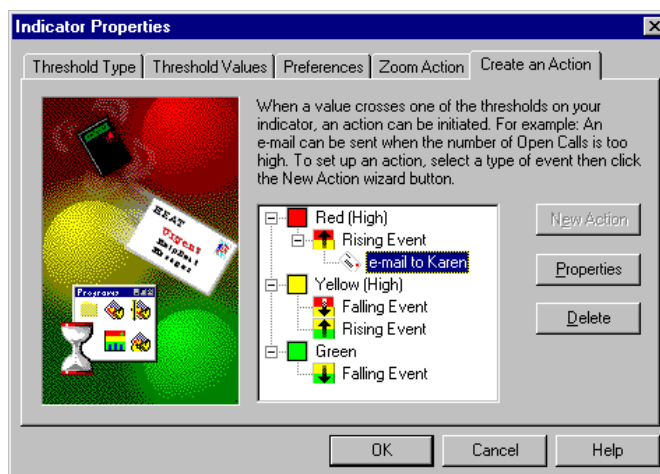 Indicator Properties
Threshold Type
Threshold Values
Preferences
Zoom Action
Create an Action
When a value crosses one of the thresholds on your
indicator, an action can be initiated. For example: An
e-mail can be sent when the number of Open Calls is too
high. To set up an action, select a type of event then click
the New Action wizard button.
HEAT
Urgent
HelpDesk
Messages
Programs
Red (High)
Rising Event
e-mail to Karen
Yellow (High)
Falling Event
Rising Event
Green
Falling Event
New Action
Properties
Delete
OK
Cancel
Help